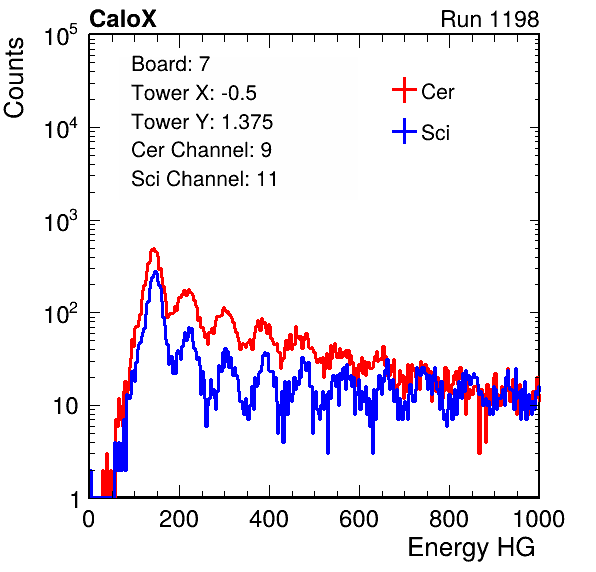 CaloX Run 1198
Counts
Board: 7
Tower X: -0.5
Tower Y: 1.375
Cer Channel: 9
Sci Channel: 11
Cer
Sci
10^5
10^4
10^3
10^2
10
1
0 200 400 600 800 1000
Energy HG